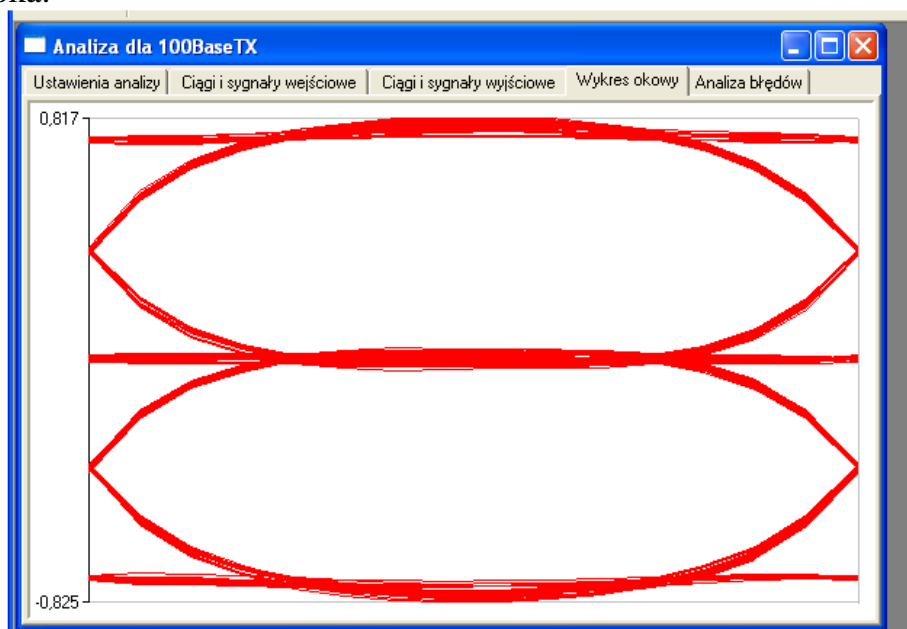 Analiza dla 100BaseTX
Ustawienia analizy Ciągi i sygnały wejściowe Ciągi i sygnały wyjściowe Wykres okowy Analiza błędów
0,817
-0,825